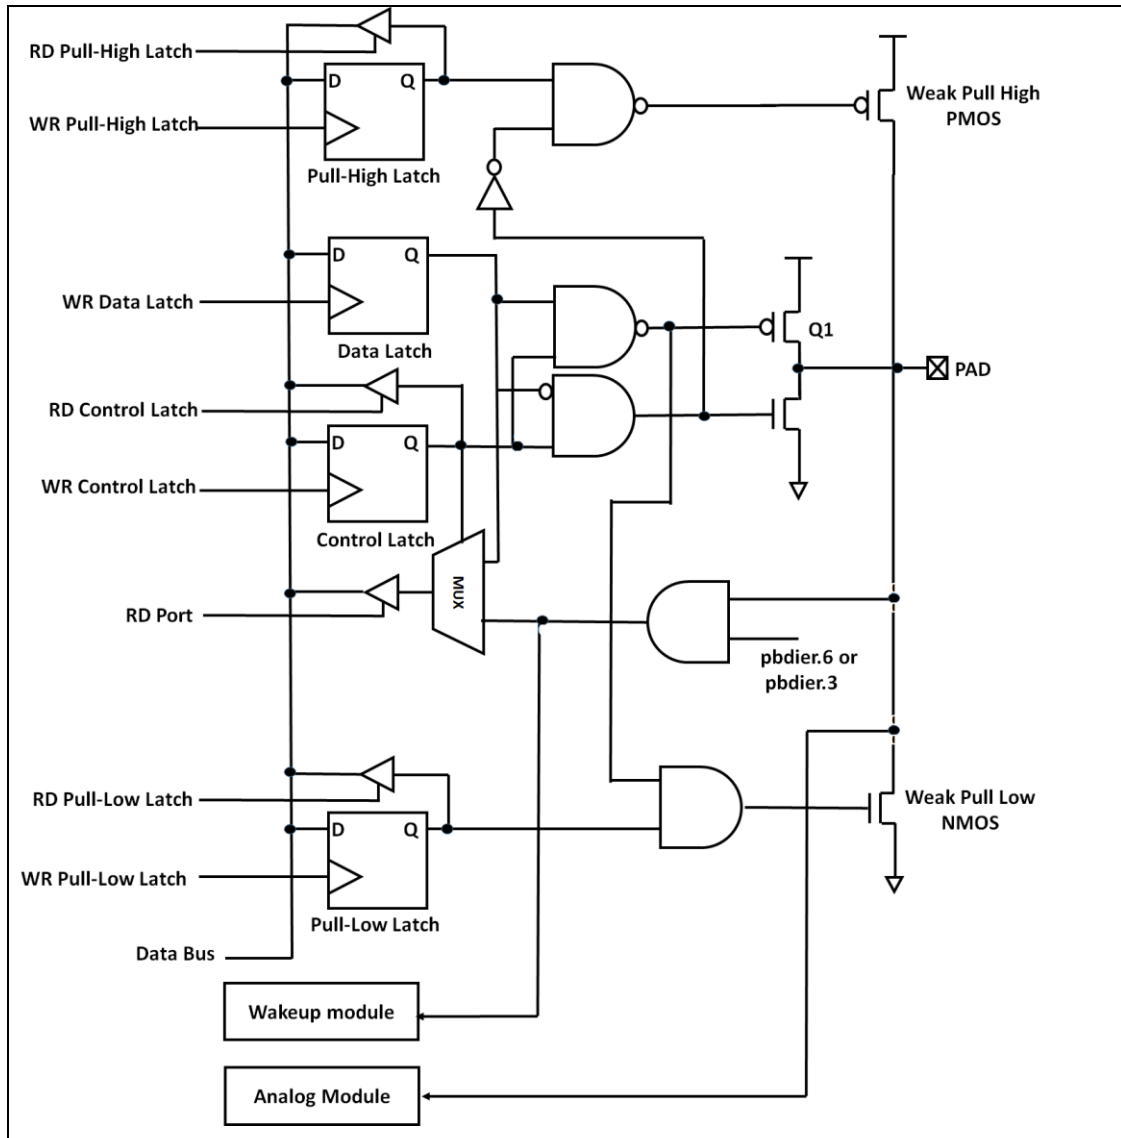 RD Pull-High Latch
D
Q
WR Pull-High Latch
Pull-High Latch
Weak Pull High
PMOS
D
Q
WR Data Latch
Data Latch
Q1
PAD
RD Control Latch
D
Q
WR Control Latch
Control Latch
MUX
RD Port
pbdier.6 or
pbdier.3
RD Pull-Low Latch
Weak Pull Low
NMOS
D
Q
WR Pull-Low Latch
Pull-Low Latch
Data Bus
Wakeup module
Analog Module